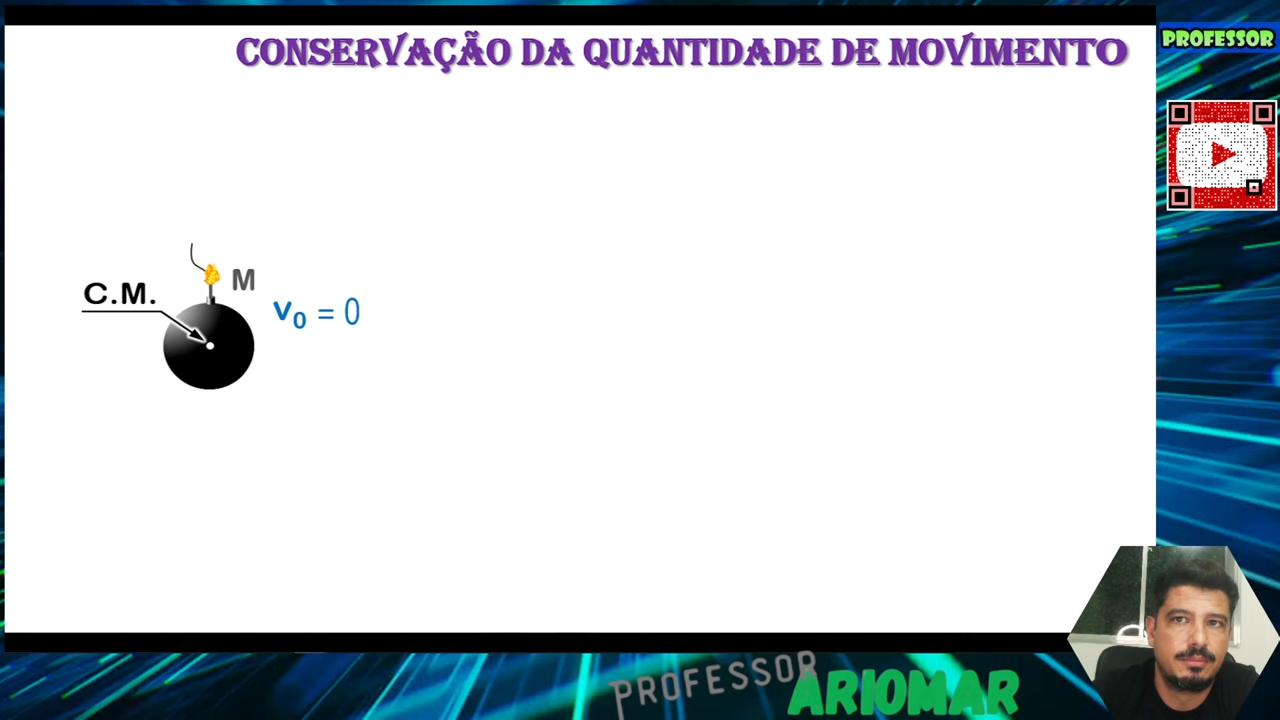 CONSERVAÇÃO DA QUANTIDADE DE MOVIMENTO
PROFESSOR
M
C.M.
v0 = 0
PROFESSOR
ARIOMAR